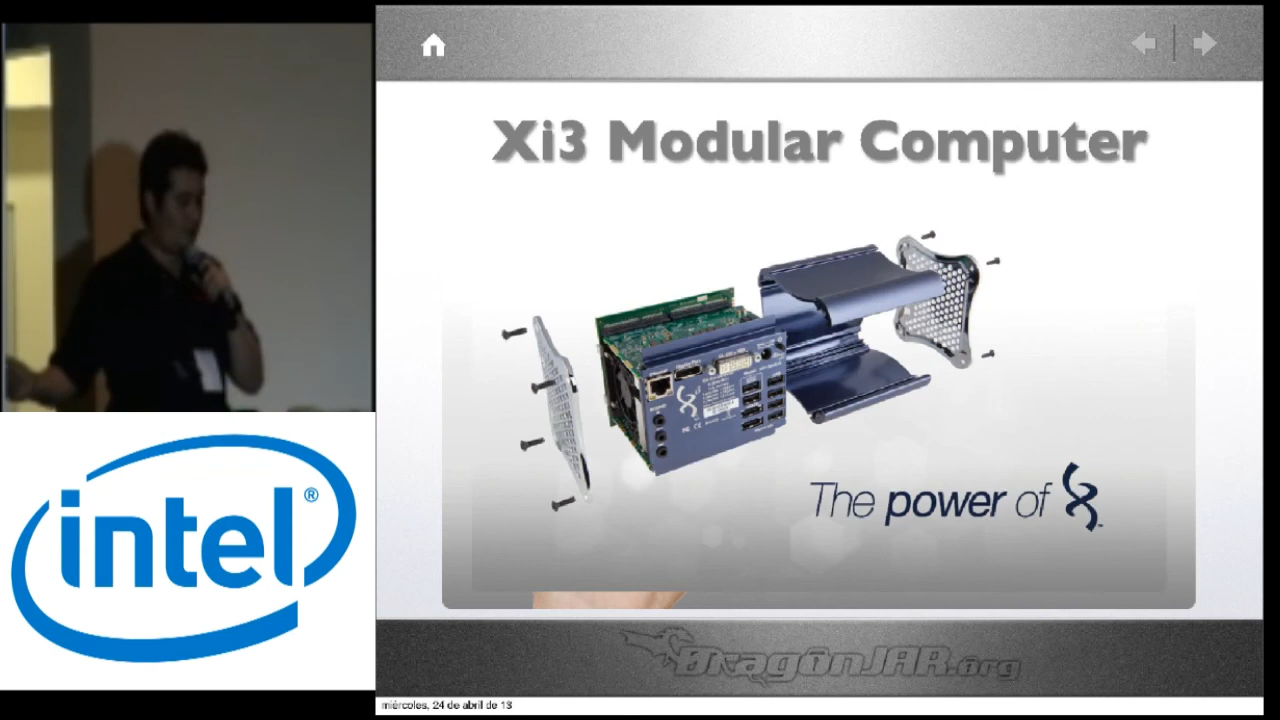 Xi3 Modular Computer
The power of
intel®
DragonJAR.org
miércoles, 24 de abril de 13